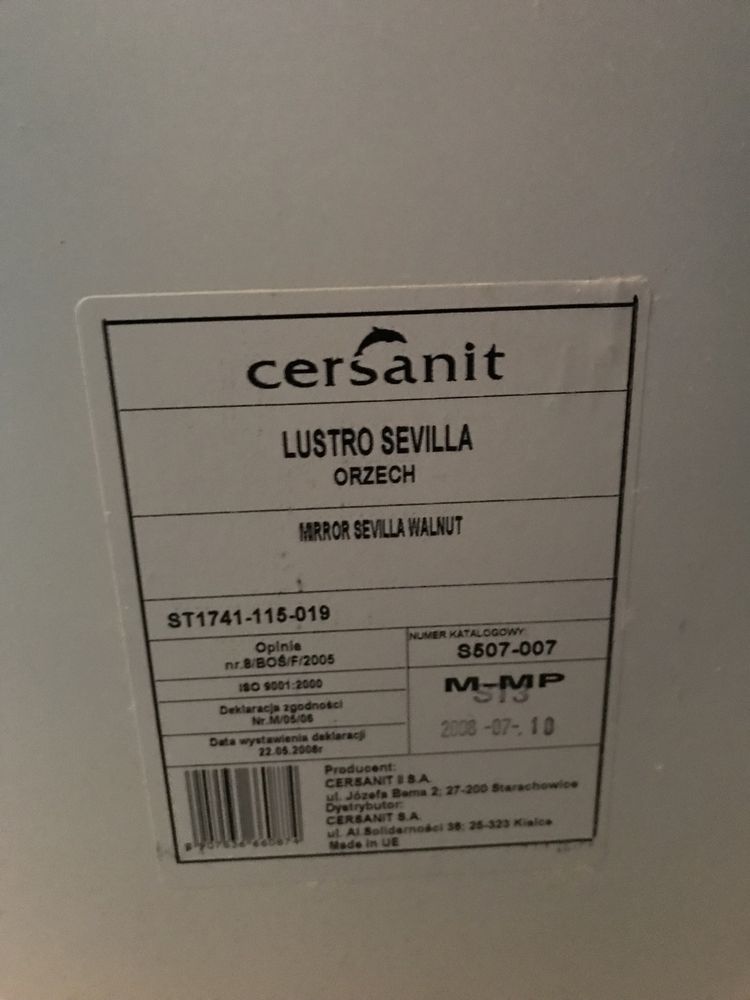 cersanit
LUSTRO SEVILLA
ORZECH
MIRROR SEVILLA WALNUT
ST1741-115-019
Opinie
nr.8/BOŚ/F/2005
ISO 9001:2000
Deklaracja zgodności
Nr.M/05/06
Data wystawienia deklaracji
22.05.2006r
NUMER KATALOGOWY
S507-007
M-MP
S13
2008 -07-. 10
Producent:
CERSANIT II S.A.
ul. Józefa Bema 2; 27-200 Starachowice
Dystrybutor:
CERSANIT S.A.
ul. Al.Solidarności 36; 25-323 Kielce
Made in UE